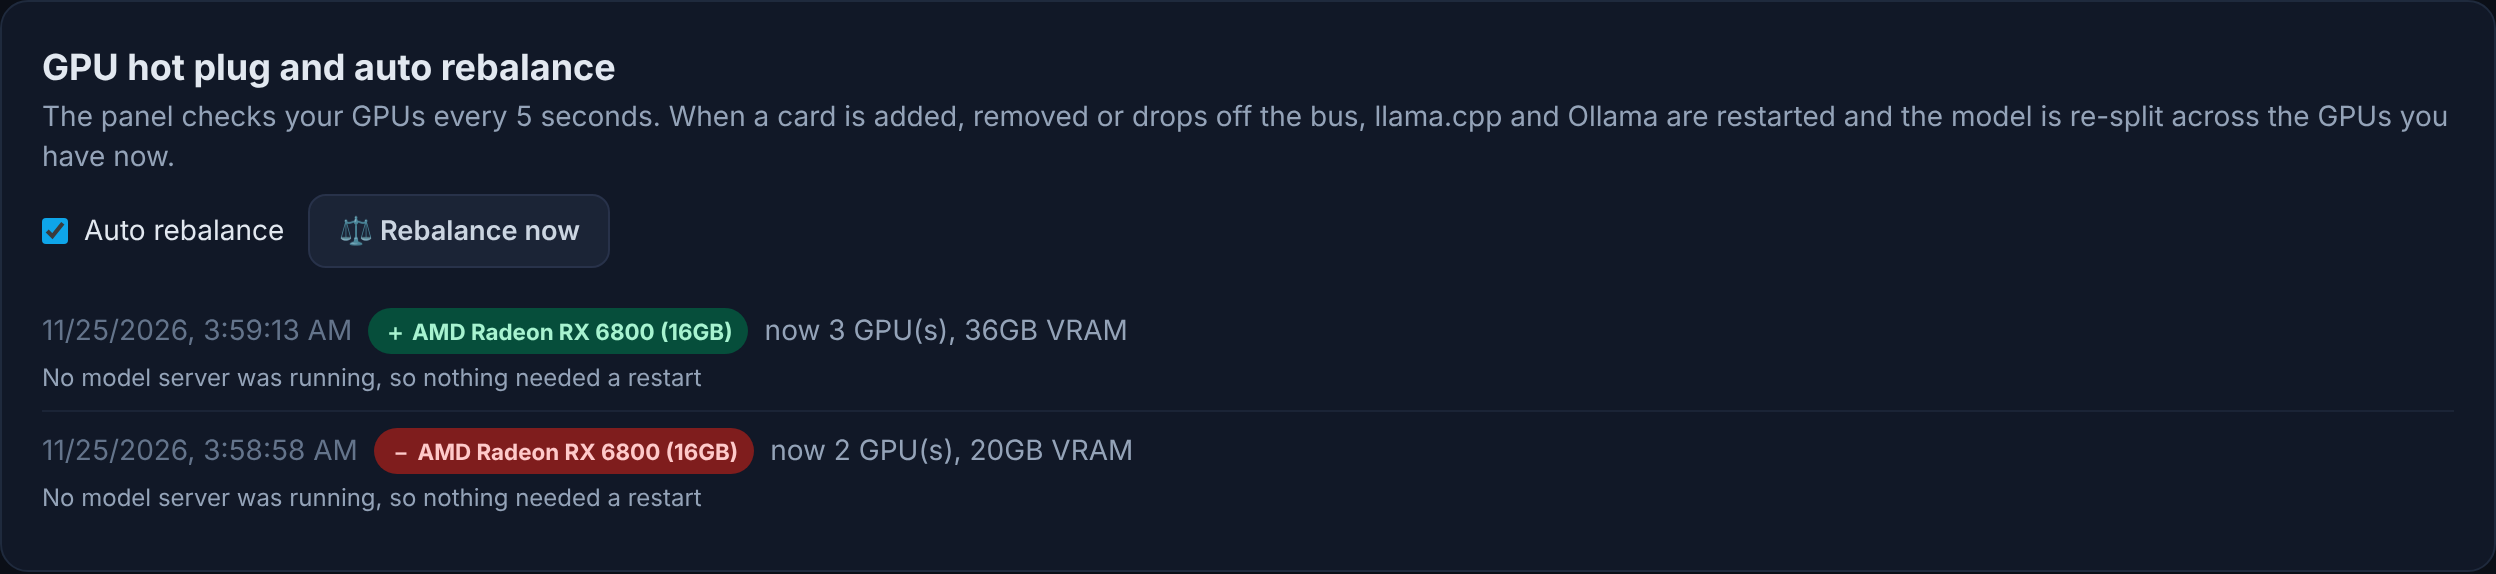 GPU hot plug and auto rebalance
The panel checks your GPUs every 5 seconds. When a card is added, removed or drops off the bus, llama.cpp and Ollama are restarted and the model is re-split across the GPUs you
have now.
Auto rebalance ⚖️ Rebalance now
11/25/2026, 3:59:13 AM + AMD Radeon RX 6800 (16GB) now 3 GPU(s), 36GB VRAM
No model server was running, so nothing needed a restart
11/25/2026, 3:58:58 AM − AMD Radeon RX 6800 (16GB) now 2 GPU(s), 20GB VRAM
No model server was running, so nothing needed a restart